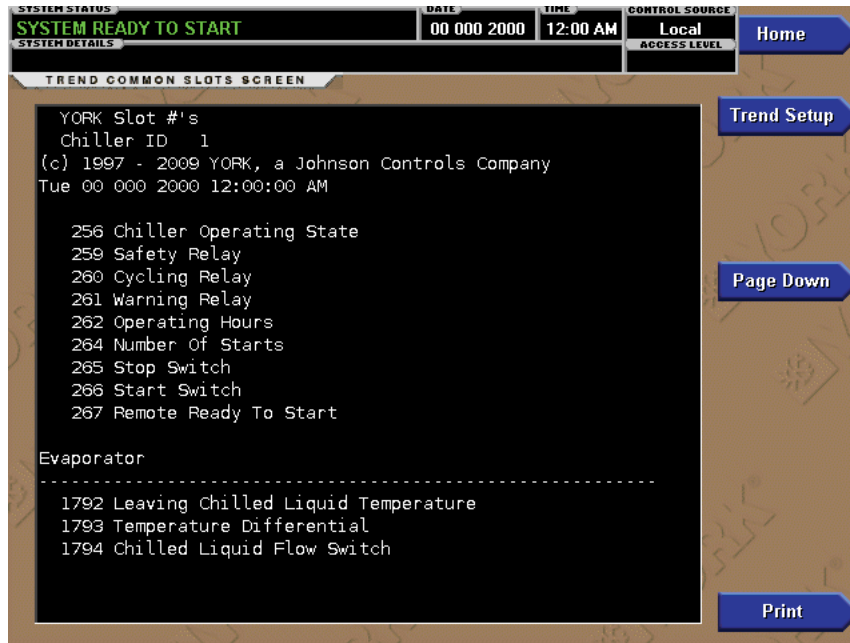 SYSTEM STATUS
SYSTEM READY TO START
DATE
00 000 2000
TIME
12:00 AM
CONTROL SOURCE
Local
Home
SYSTEM DETAILS
ACCESS LEVEL
TREND COMMON SLOTS SCREEN
Trend Setup
YORK Slot #'s
Chiller ID 1
(c) 1997 - 2009 YORK, a Johnson Controls Company
Tue 00 000 2000 12:00:00 AM
256 Chiller Operating State
259 Safety Relay
260 Cycling Relay
261 Warning Relay
262 Operating Hours
264 Number Of Starts
265 Stop Switch
266 Start Switch
267 Remote Ready To Start
Page Down
Evaporator
------------------------------------------------------------
1792 Leaving Chilled Liquid Temperature
1793 Temperature Differential
1794 Chilled Liquid Flow Switch
Print